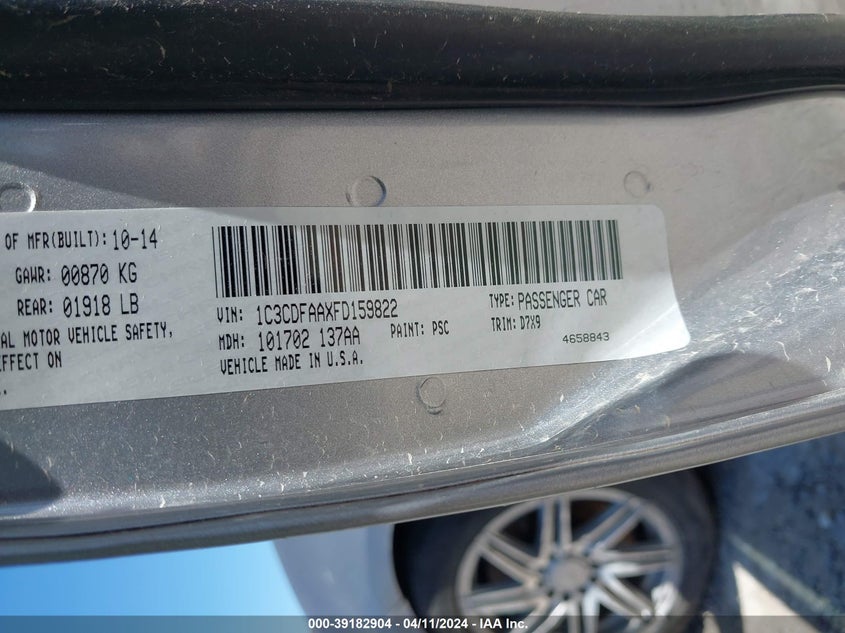 OF MFR(BUILT): 10-14
GAWR: 00870 KG
REAR: 01918 LB
MOTOR VEHICLE SAFETY,
EFFECT ON
VIN: 1C3CDFAAXFD159822
TYPE: PASSENGER CAR
MDH: 101702 137AA
PAINT: PSC
TRIM: D7X9
VEHICLE MADE IN U.S.A.
4658843
000-39182904 - 04/11/2024 - IAA Inc.